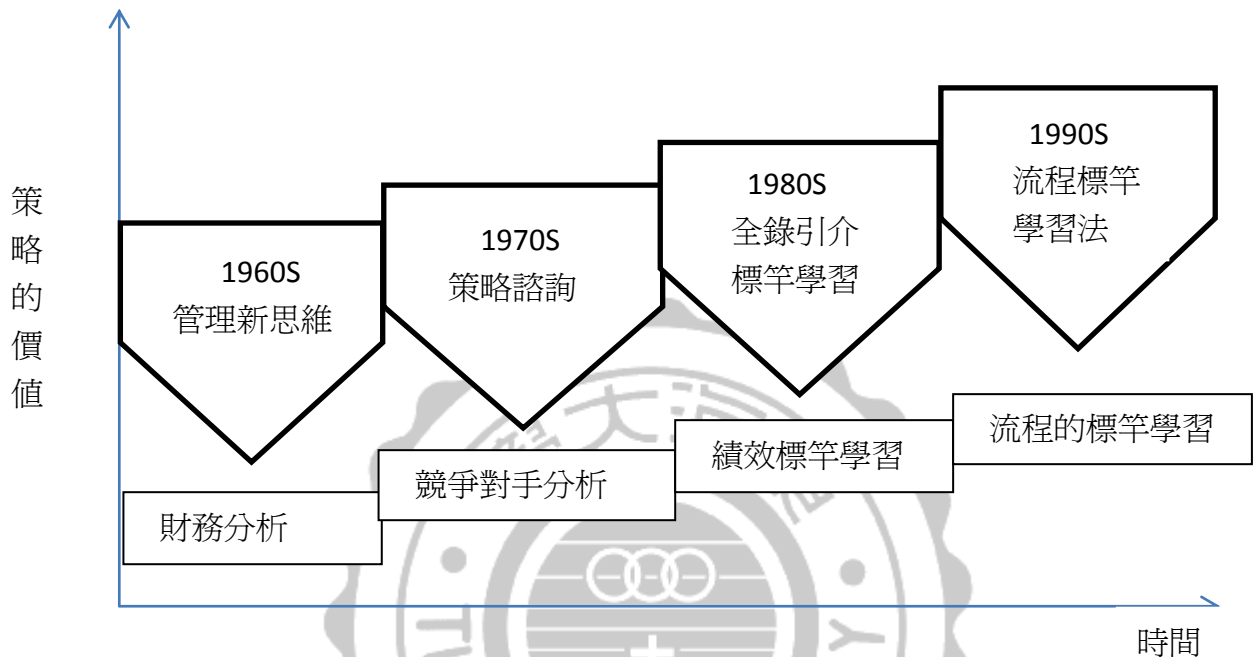 策
略
的
價
值
1960S
管理新思維
1970S
策略諮詢
1980S
全錄引介
標竿學習
1990S
流程標竿
學習法
財務分析
競爭對手分析
績效標竿學習
流程的標竿學習
時間